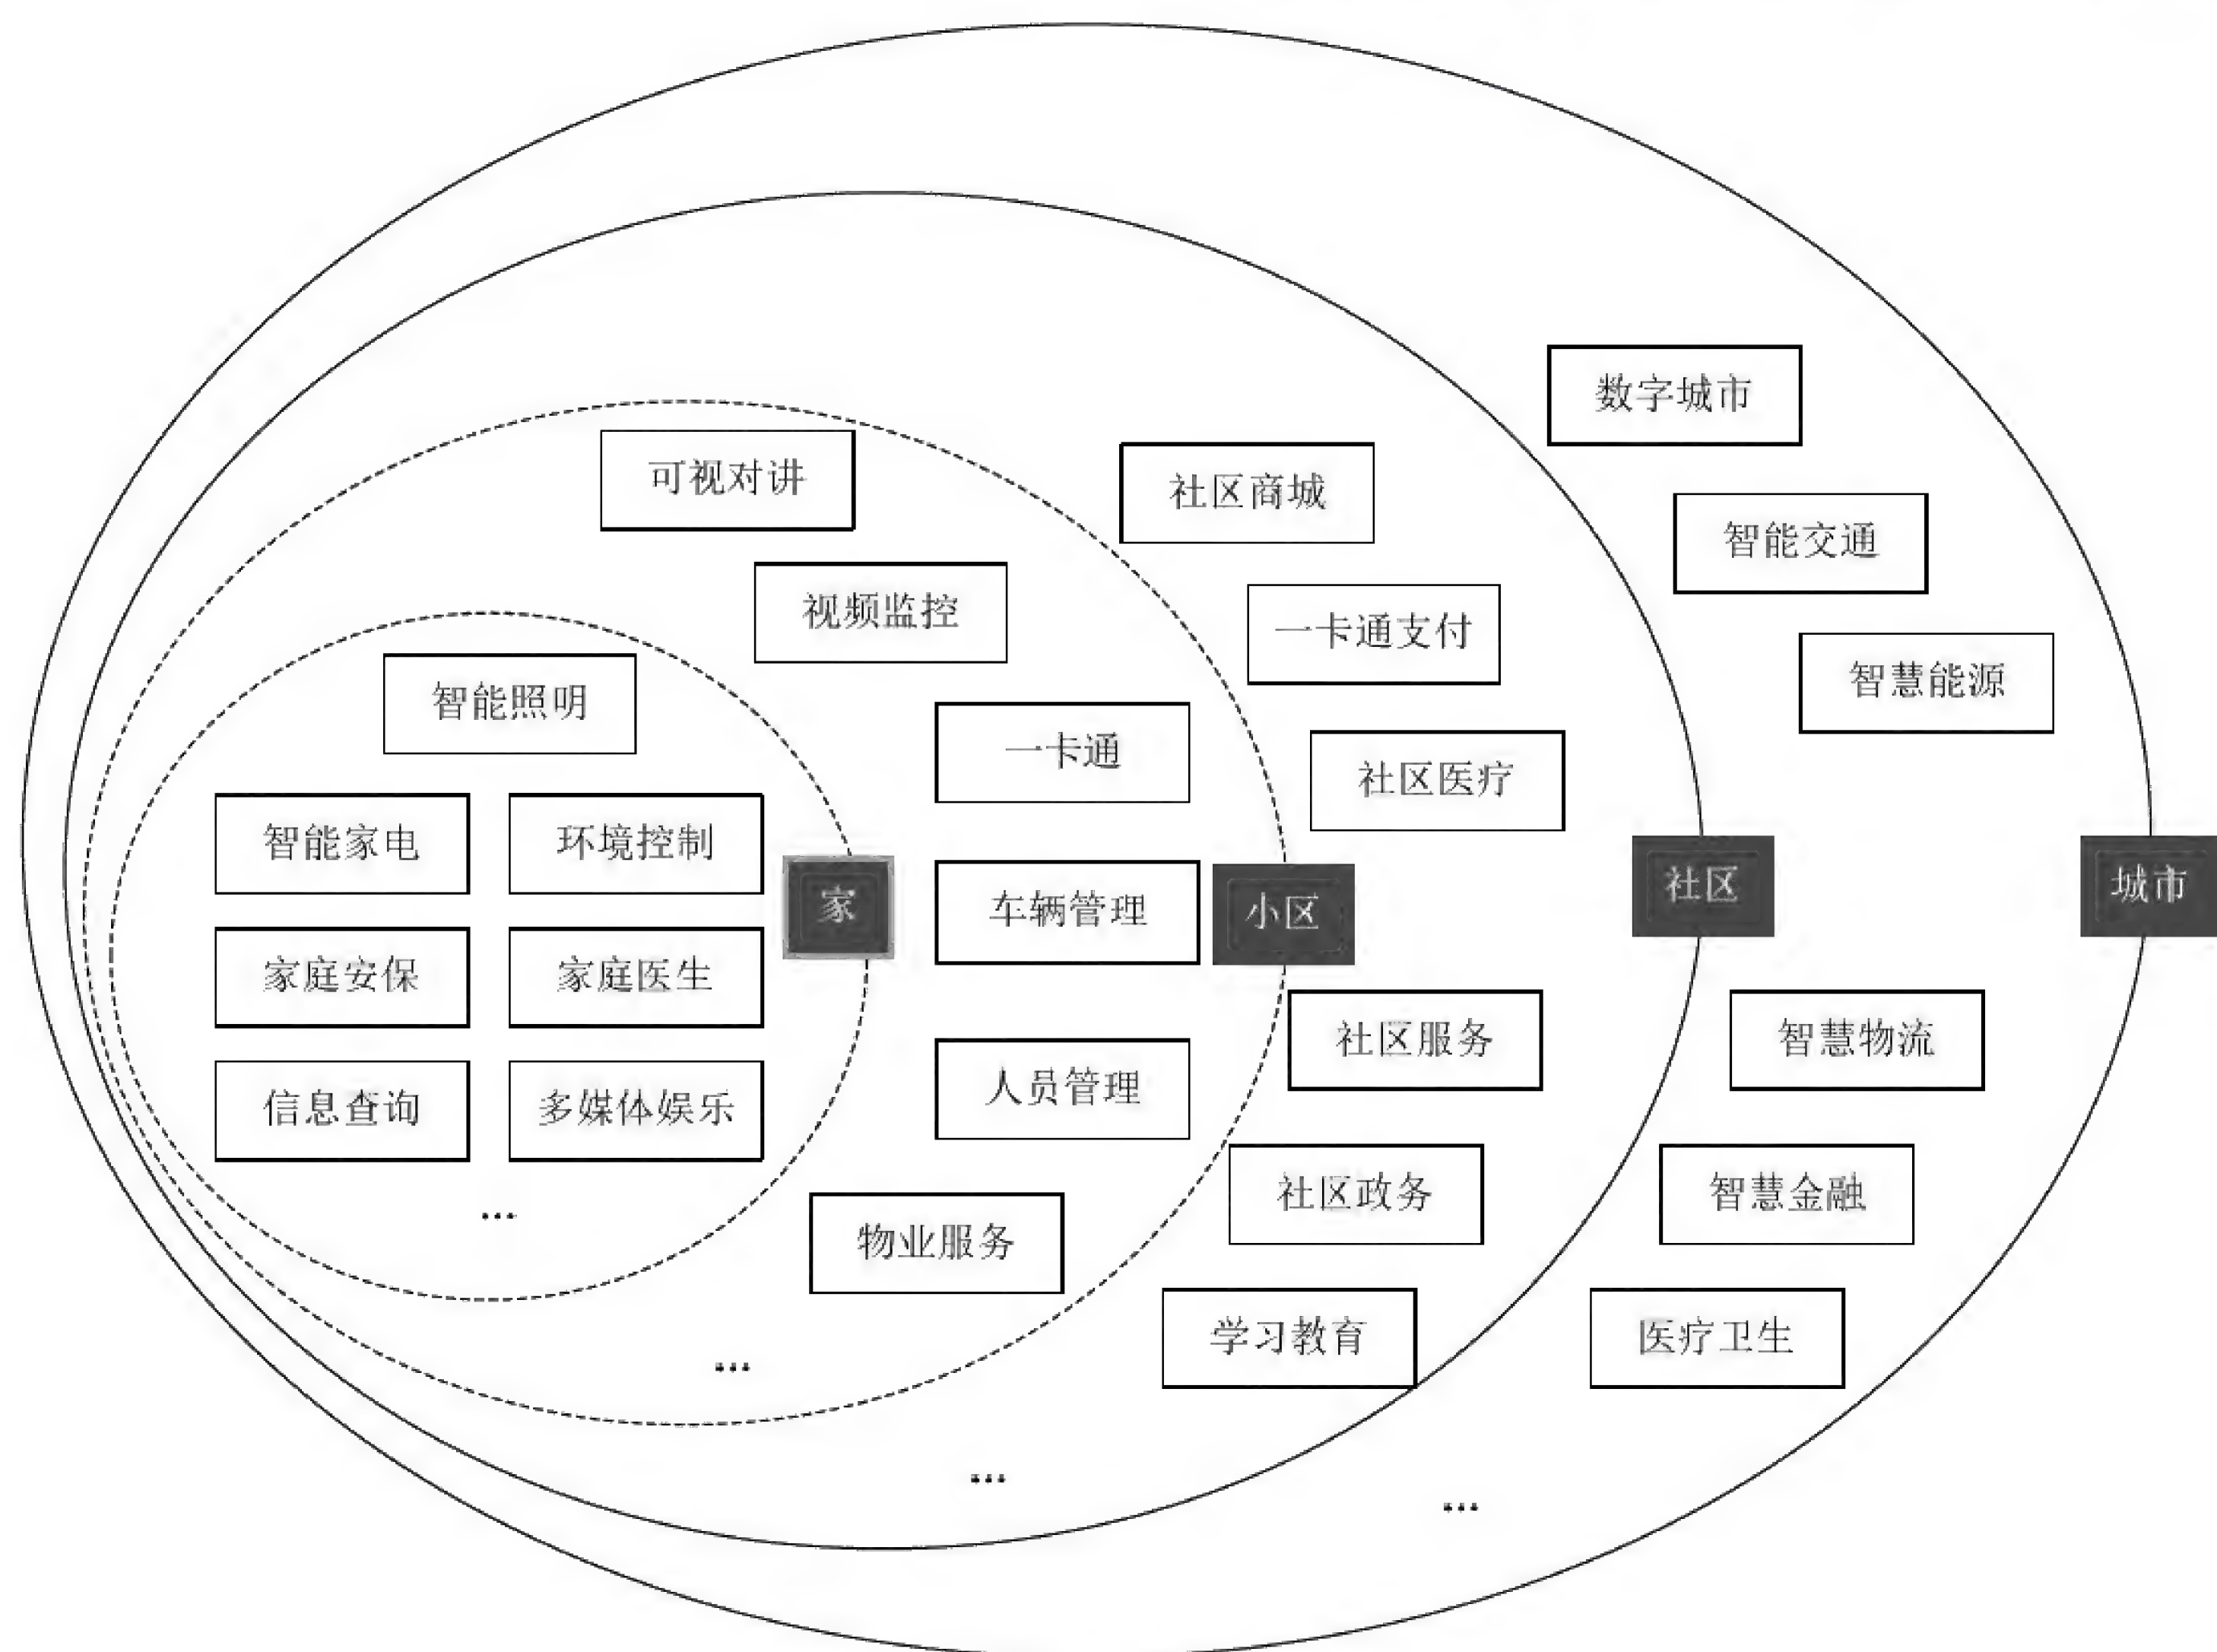 数字城市
可视对讲
社区商城
智能交通
视频监控
一卡通支付
智能照明
智慧能源
一卡通
社区医疗
智能家电
环境控制
家
车辆管理
小区
社区
城市
家庭安保
家庭医生
社区服务
智慧物流
信息查询
多媒体娱乐
人员管理
...
物业服务
社区政务
智慧金融
学习教育
医疗卫生
...
...
...